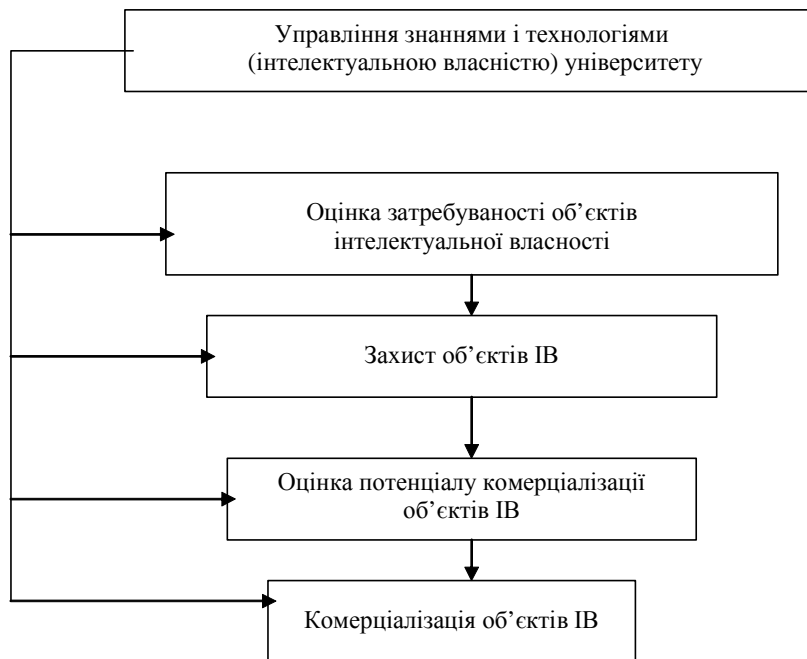 Управління знаннями і технологіями
(інтелектуальною власністю) університету
Оцінка затребуваності об’єктів
інтелектуальної власності
Захист об’єктів ІВ
Оцінка потенціалу комерціалізації
об’єктів ІВ
Комерціалізація об’єктів ІВ